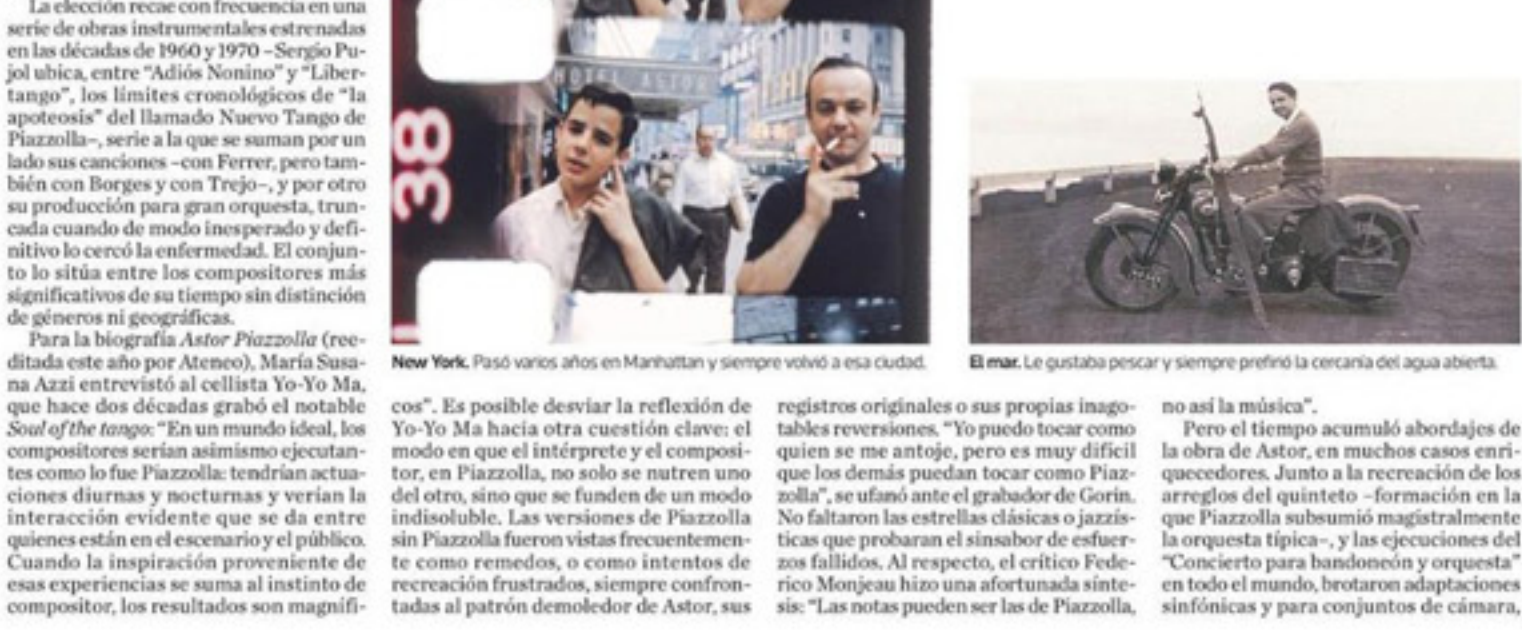 La elección recae con frecuencia en una
serie de obras instrumentales estrenadas
en las décadas de 1960 y 1970 –Sergio Pu-
jol ubica, entre “Adiós Nonino” y “Liber-
tango”, los límites cronológicos de “la
apoteosis” del llamado Nuevo Tango de
Piazzolla–, serie a la que se suman por un
lado sus canciones –con Ferrer, pero tam-
bién con Borges y con Trejo–, y por otro
su producción para gran orquesta, trun-
cada cuando de modo inesperado y defi-
nitivo lo cercó la enfermedad. El conjun-
to lo sitúa entre los compositores más
significativos de su tiempo sin distinción
de géneros ni geográficas.
Para la biografía Astor Piazzolla (ree-
ditada este año por Ateneo), María Susa-
na Azzi entrevistó al cellista Yo-Yo Ma,
que hace dos décadas grabó el notable
Soul of the tango: “En un mundo ideal, los
compositores serían asimismo ejecutan-
tes como lo fue Piazzolla: tendrían actua-
ciones diurnas y nocturnas y verían la
interacción evidente que se da entre
quienes están en el escenario y el público.
Cuando la inspiración proveniente de
esas experiencias se suma al instinto de
compositor, los resultados son magnífi-
38
HOTEL ASTOR
New York. Pasó varios años en Manhattan y siempre volvió a esa ciudad.
El mar. Le gustaba pescar y siempre prefirió la cercanía del agua abierta.
cos”. Es posible desviar la reflexión de
Yo-Yo Ma hacia otra cuestión clave: el
modo en que el intérprete y el composi-
tor, en Piazzolla, no solo se nutren uno
del otro, sino que se funden de un modo
indisoluble. Las versiones de Piazzolla
sin Piazzolla fueron vistas frecuentemen-
te como remedos, o como intentos de
recreación frustrados, siempre confron-
tadas al patrón demoledor de Astor, sus
registros originales o sus propias inago-
tables reversiones. “Yo puedo tocar como
quien se me antoje, pero es muy difícil
que los demás puedan tocar como Piaz-
zolla”, se ufanó ante el grabador de Gorin.
No faltaron las estrellas clásicas o jazzís-
ticas que probaran el sinsabor de esfuer-
zos fallidos. Al respecto, el crítico Fede-
rico Monjeau hizo una afortunada sínte-
sis: “Las notas pueden ser las de Piazzolla,
no así la música”.
Pero el tiempo acumuló abordajes de
la obra de Astor, en muchos casos enri-
quecedores. Junto a la recreación de los
arreglos del quinteto –formación en la
que Piazzolla subsumió magistralmente
la orquesta típica–, y las ejecuciones del
“Concierto para bandoneón y orquesta”
en todo el mundo, brotaron adaptaciones
sinfónicas y para conjuntos de cámara,